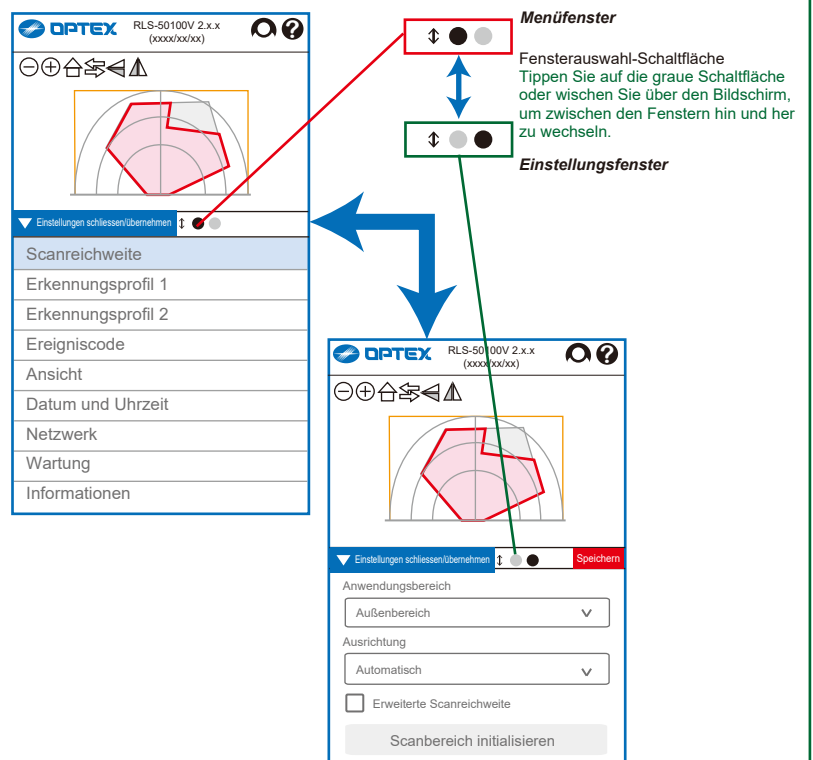 OPTEX
RLS-50100V 2.x.x
(xxxx/xx/xx)
?
Einstellungen schliessen/übernehmen
Scanreichweite
Erkennungsprofil 1
Erkennungsprofil 2
Ereigniscode
Ansicht
Datum und Uhrzeit
Netzwerk
Wartung
Informationen
Menüfenster
Fensterauswahl-Schaltfläche
Tippen Sie auf die graue Schaltfläche
oder wischen Sie über den Bildschirm,
um zwischen den Fenstern hin und her
zu wechseln.
Einstellungsfenster
OPTEX
RLS-50100V 2.x.x
(xxxx/xx/xx)
?
Einstellungen schliessen/übernehmen
Speichern
Anwendungsbereich
Außenbereich
Ausrichtung
Automatisch
Erweiterte Scanreichweite
Scanbereich initialisieren